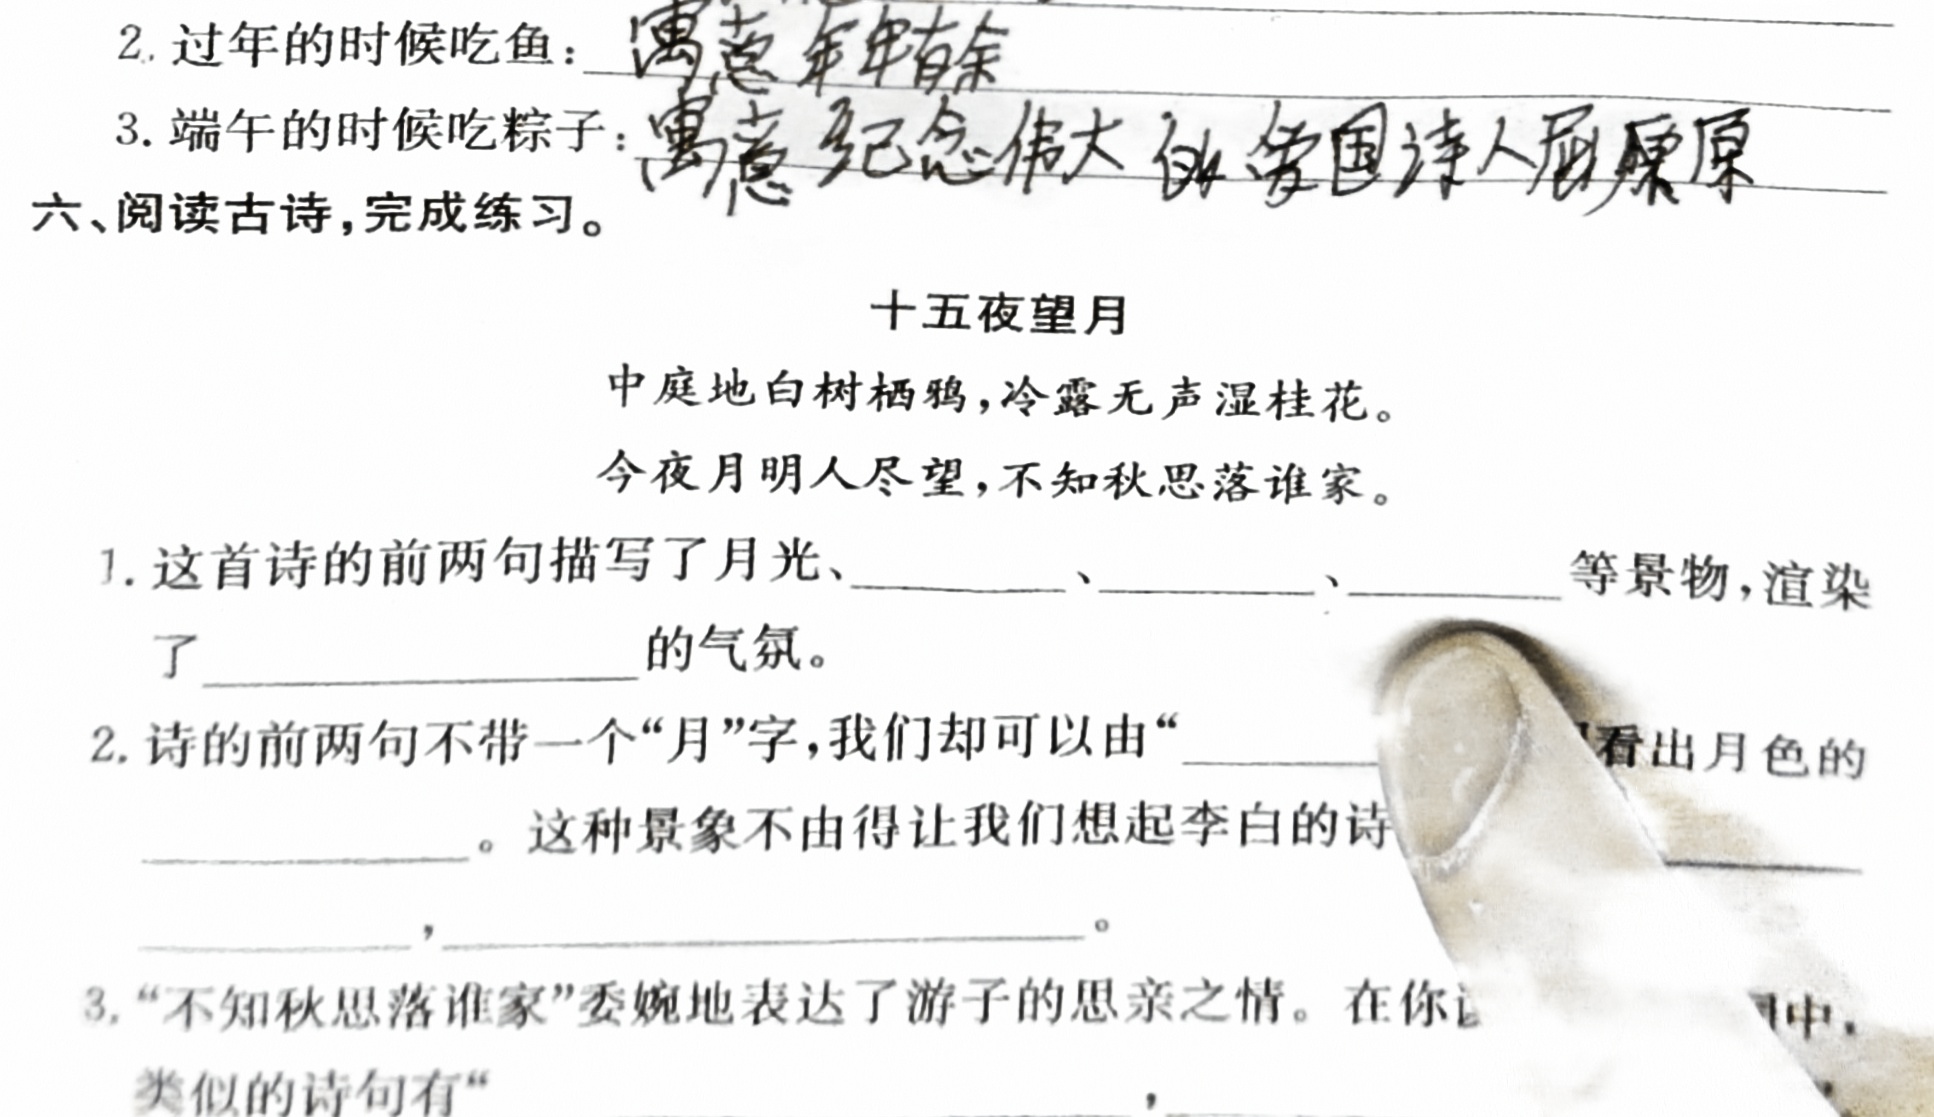 2. 过年的时候吃鱼：寓意年年有余
3. 端午的时候吃粽子：寓意纪念伟大的爱国诗人屈原
六、阅读古诗，完成练习。
十五夜望月
中庭地白树栖鸦，冷露无声湿桂花。
今夜月明人尽望，不知秋思落谁家。
1. 这首诗的前两句描写了月光、______、______、______等景物，渲染
了____________的气氛。
2. 诗的前两句不带一个“月”字，我们却可以由“______看出月色的
________。这种景象不由得让我们想起李白的诗______
________，________________。
3. “不知秋思落谁家”委婉地表达了游子的思亲之情。在你 中，
类似的诗句有“________，______